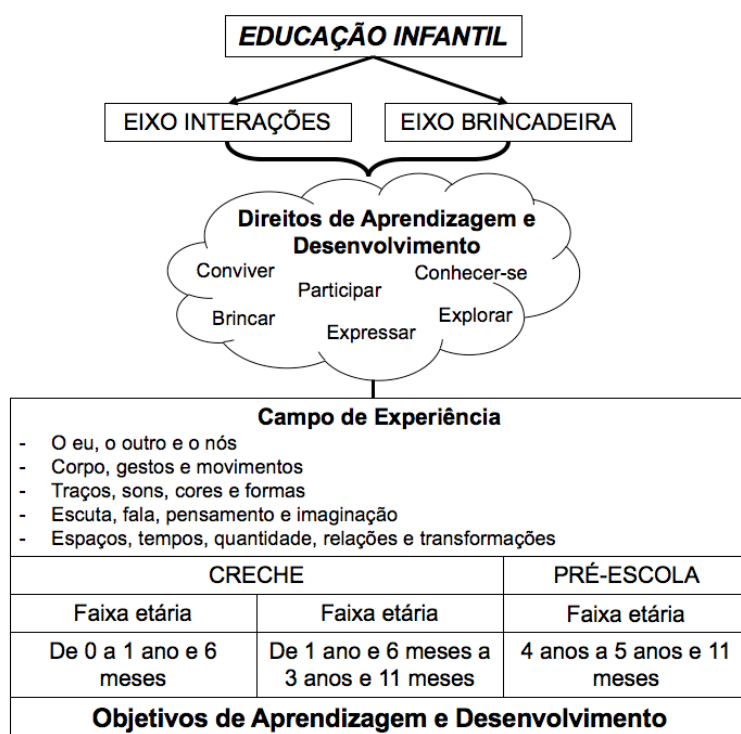 EDUCAÇÃO INFANTIL
EIXO INTERAÇÕES
EIXO BRINCADEIRA
Direitos de Aprendizagem e
Desenvolvimento
Conviver
Conhecer-se
Participar
Brincar
Explorar
Expressar
Campo de Experiência
- O eu, o outro e o nós
- Corpo, gestos e movimentos
- Traços, sons, cores e formas
- Escuta, fala, pensamento e imaginação
- Espaços, tempos, quantidade, relações e transformações
CRECHE
PRÉ-ESCOLA
Faixa etária
Faixa etária
Faixa etária
De 0 a 1 ano e 6
meses
De 1 ano e 6 meses a
3 anos e 11 meses
4 anos a 5 anos e 11
meses
Objetivos de Aprendizagem e Desenvolvimento